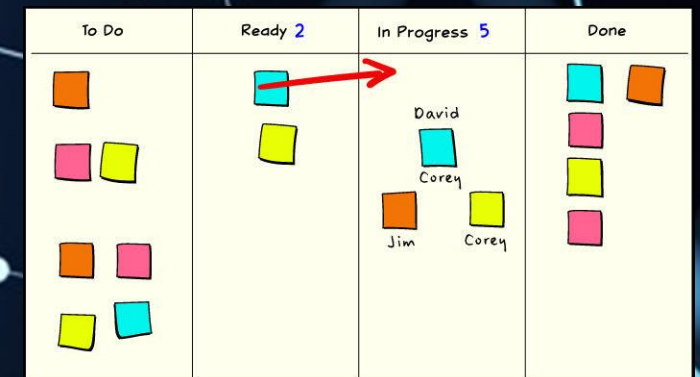 To Do
Ready 2
In Progress 5
Done
David
Corey
Jim
Corey